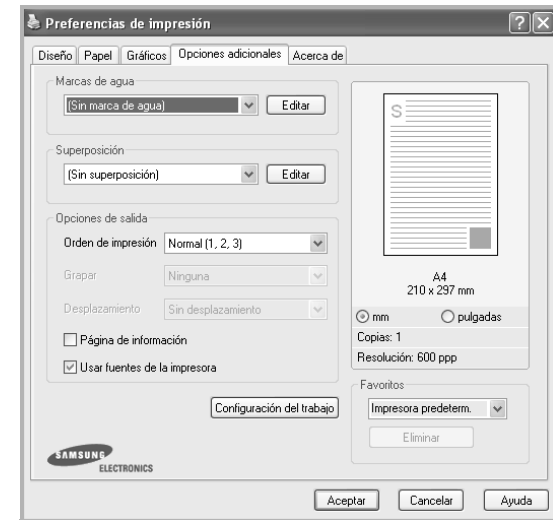 Preferencias de impresión
Diseño Papel Gráficos Opciones adicionales Acerca de
Marcas de agua
(Sin marca de agua) Editar
Superposición
(Sin superposición) Editar
Opciones de salida
Orden de impresión Normal (1, 2, 3)
Grapar Ninguna
Desplazamiento Sin desplazamiento
Página de información
Usar fuentes de la impresora
Configuración del trabajo
SAMSUNG
ELECTRONICS
S
A4
210 x 297 mm
mm pulgadas
Copias: 1
Resolución: 600 ppp
Favoritos
Impresora predeterm.
Eliminar
Aceptar Cancelar Ayuda